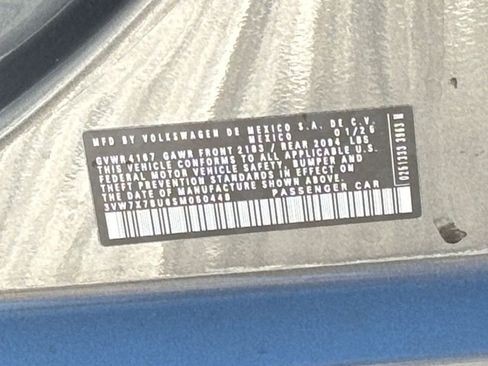 MFD BY VOLKSWAGEN DE MEXICO S.A. DE C.V.
MEXICO 01/26
GVWR 4167 GAWR FRONT 2183 / REAR 2094 LBS
THIS VEHICLE CONFORMS TO ALL APPLICABLE U.S.
FEDERAL MOTOR VEHICLE SAFETY, BUMPER AND
THEFT PREVENTION STANDARDS IN EFFECT ON
THE DATE OF MANUFACTURE SHOWN ABOVE.
PASSENGER CAR